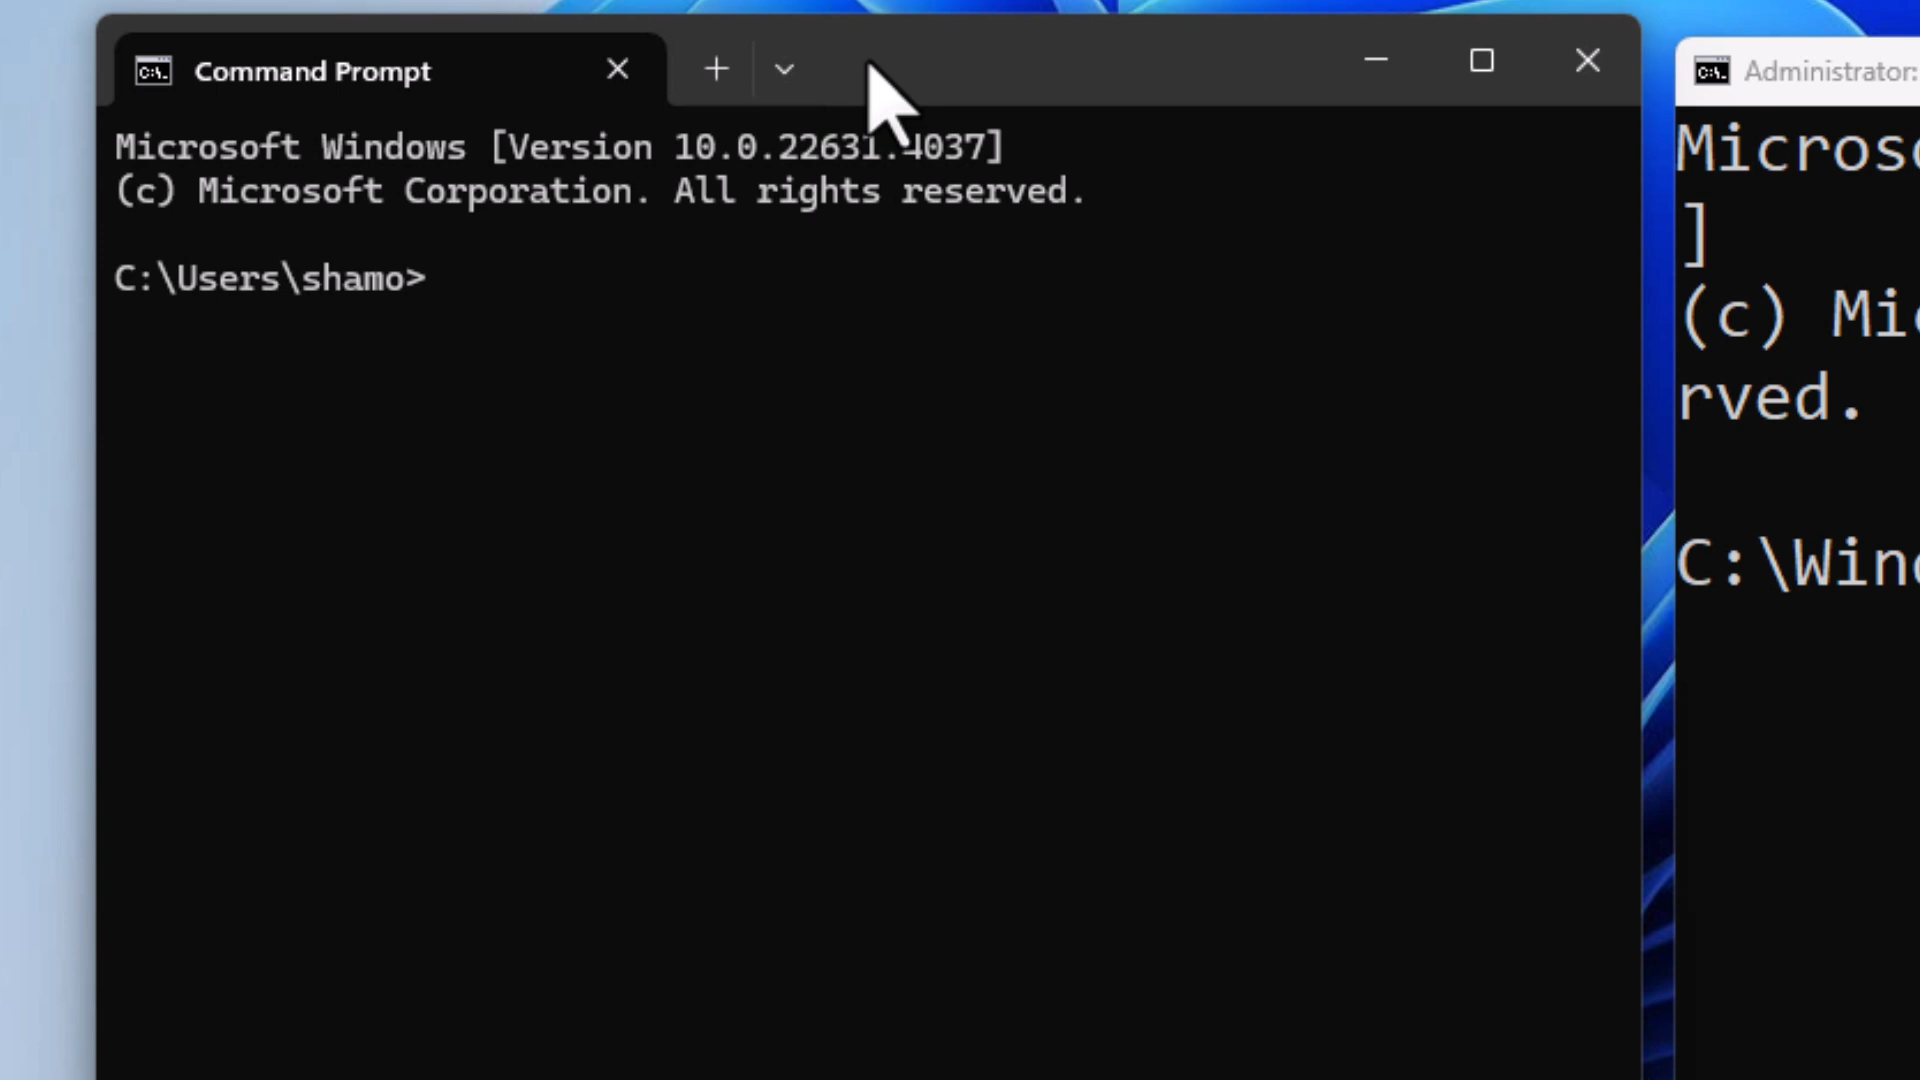 Command Prompt
Microsoft Windows [Version 10.0.22631.4037]
(c) Microsoft Corporation. All rights reserved.
C:\Users\shamo>
Administrator:
Micros
]
(c) Mi
rved.
C:\Win